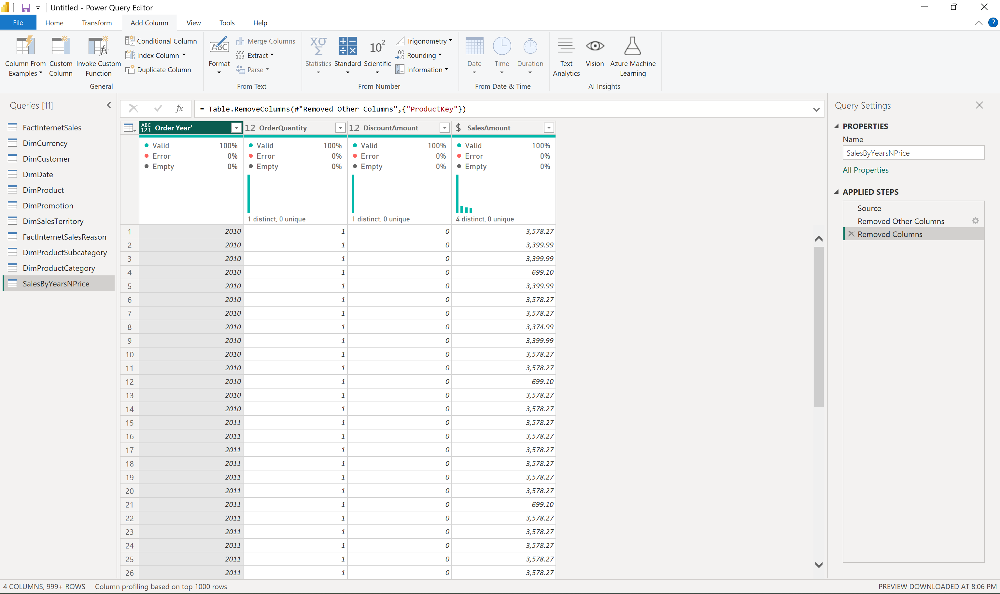 Untitled - Power Query Editor
File Home Transform Add Column View Tools Help
Column From Examples
Custom Column
Invoke Custom Function
Conditional Column
Index Column
Duplicate Column
General
ABC
Format
Merge Columns
ABC 123 Extract
abc Parse
From Text
Statistics
Standard
10² Scientific
Trigonometry
.00 .0 Rounding
Information
From Number
Date
Time
Duration
From Date & Time
Text Analytics
Vision
Azure Machine Learning
AI Insights
Queries [11]
FactInternetSales
DimCurrency
DimCustomer
DimDate
DimProduct
DimPromotion
DimSalesTerritory
FactInternetSalesReason
DimProductSubcategory
DimProductCategory
SalesByYearsNPrice
fx = Table.RemoveColumns(#"Removed Other Columns",{"ProductKey"})
ABC 123 Order Year’ 1.2 OrderQuantity 1.2 DiscountAmount $ SalesAmount
Valid 100% Valid 100% Valid 100% Valid 100%
Error 0% Error 0% Error 0% Error 0%
Empty 0% Empty 0% Empty 0% Empty 0%
1 distinct, 0 unique 1 distinct, 0 unique 4 distinct, 0 unique
1 2010 1 0 3,578.27
2 2010 1 0 3,399.99
3 2010 1 0 3,399.99
4 2010 1 0 699.10
5 2010 1 0 3,399.99
6 2010 1 0 3,578.27
7 2010 1 0 3,578.27
8 2010 1 0 3,374.99
9 2010 1 0 3,399.99
10 2010 1 0 3,578.27
11 2010 1 0 3,578.27
12 2010 1 0 699.10
13 2010 1 0 3,578.27
14 2010 1 0 3,578.27
15 2011 1 0 3,578.27
16 2011 1 0 3,578.27
17 2011 1 0 3,578.27
18 2011 1 0 3,578.27
19 2011 1 0 3,578.27
20 2011 1 0 3,578.27
21 2011 1 0 699.10
22 2011 1 0 3,578.27
23 2011 1 0 3,578.27
24 2011 1 0 3,578.27
25 2011 1 0 3,578.27
26 2011 1 0 3,578.27
Query Settings
PROPERTIES
Name
SalesByYearsNPrice
All Properties
APPLIED STEPS
Source
Removed Other Columns
Removed Columns
4 COLUMNS, 999+ ROWS Column profiling based on top 1000 rows PREVIEW DOWNLOADED AT 8:06 PM